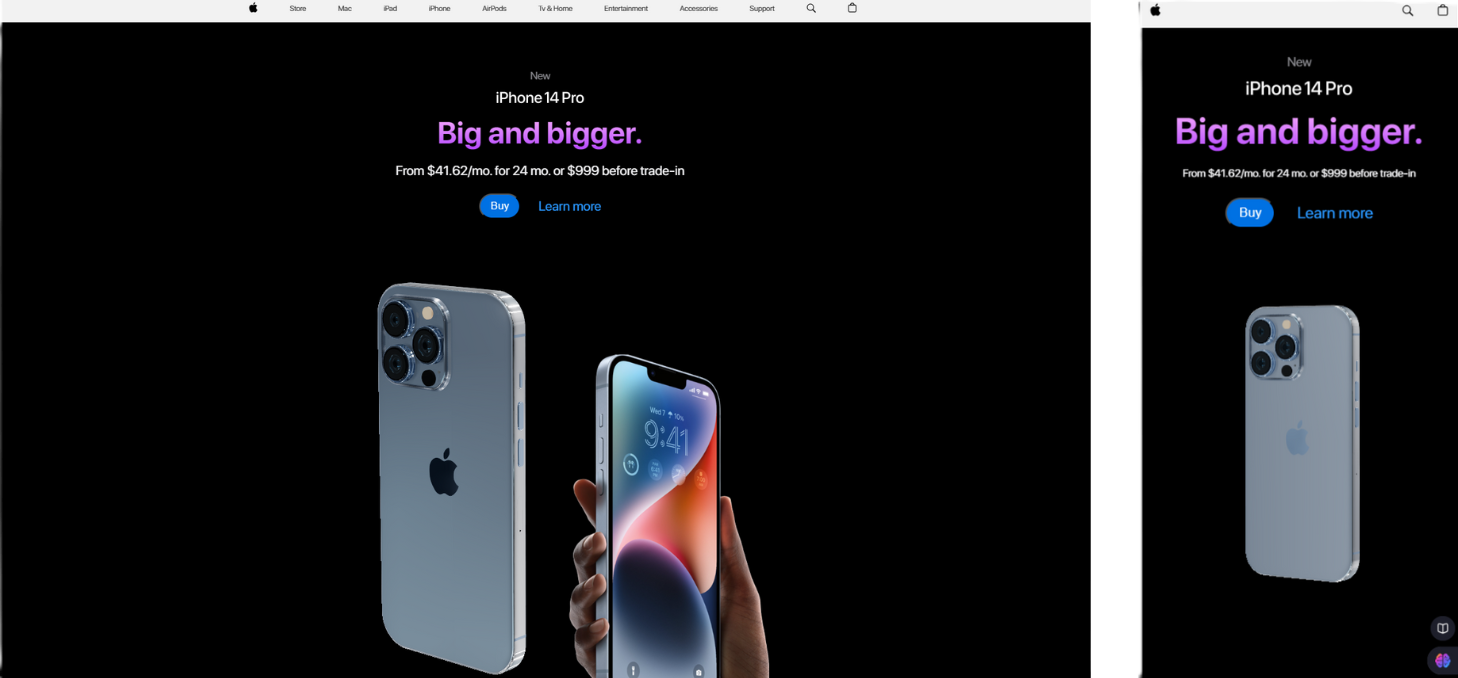 Store Mac iPad iPhone AirPods Tv & Home Entertainment Accessories Support
New
iPhone 14 Pro
Big and bigger.
From $41.62/mo. for 24 mo. or $999 before trade-in
Buy Learn more
Wed 7 10%
9:41
New
iPhone 14 Pro
Big and bigger.
From $41.62/mo. for 24 mo. or $999 before trade-in
Buy Learn more